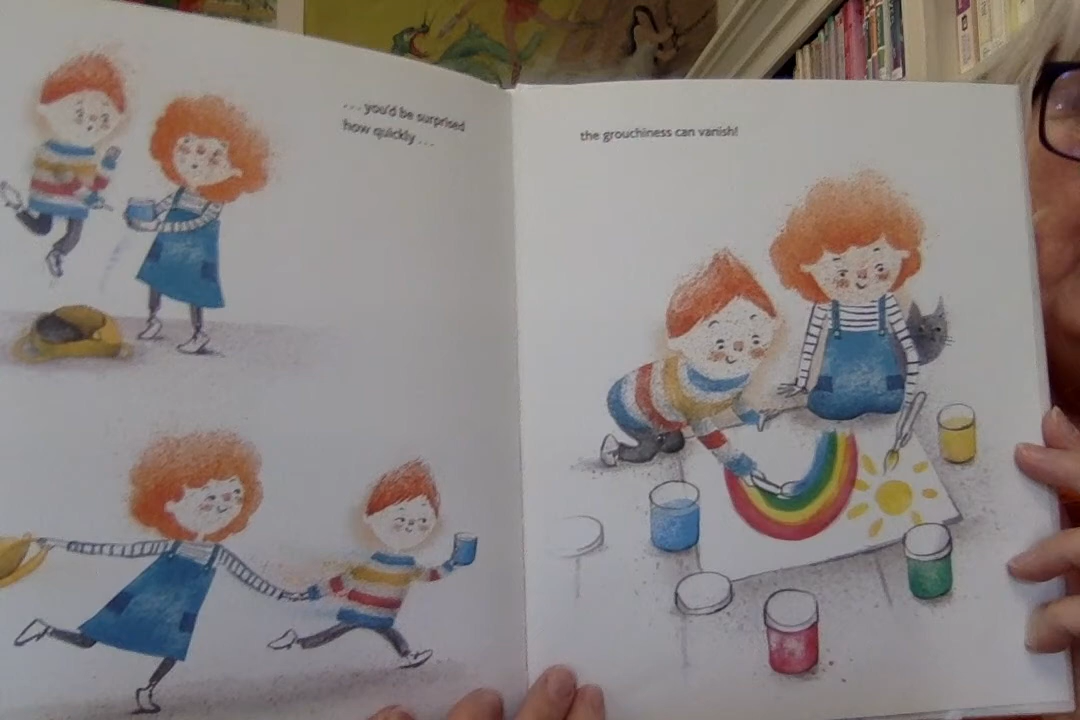 . . . you'd be surprised
how quickly . . .
the grouchiness can vanish!